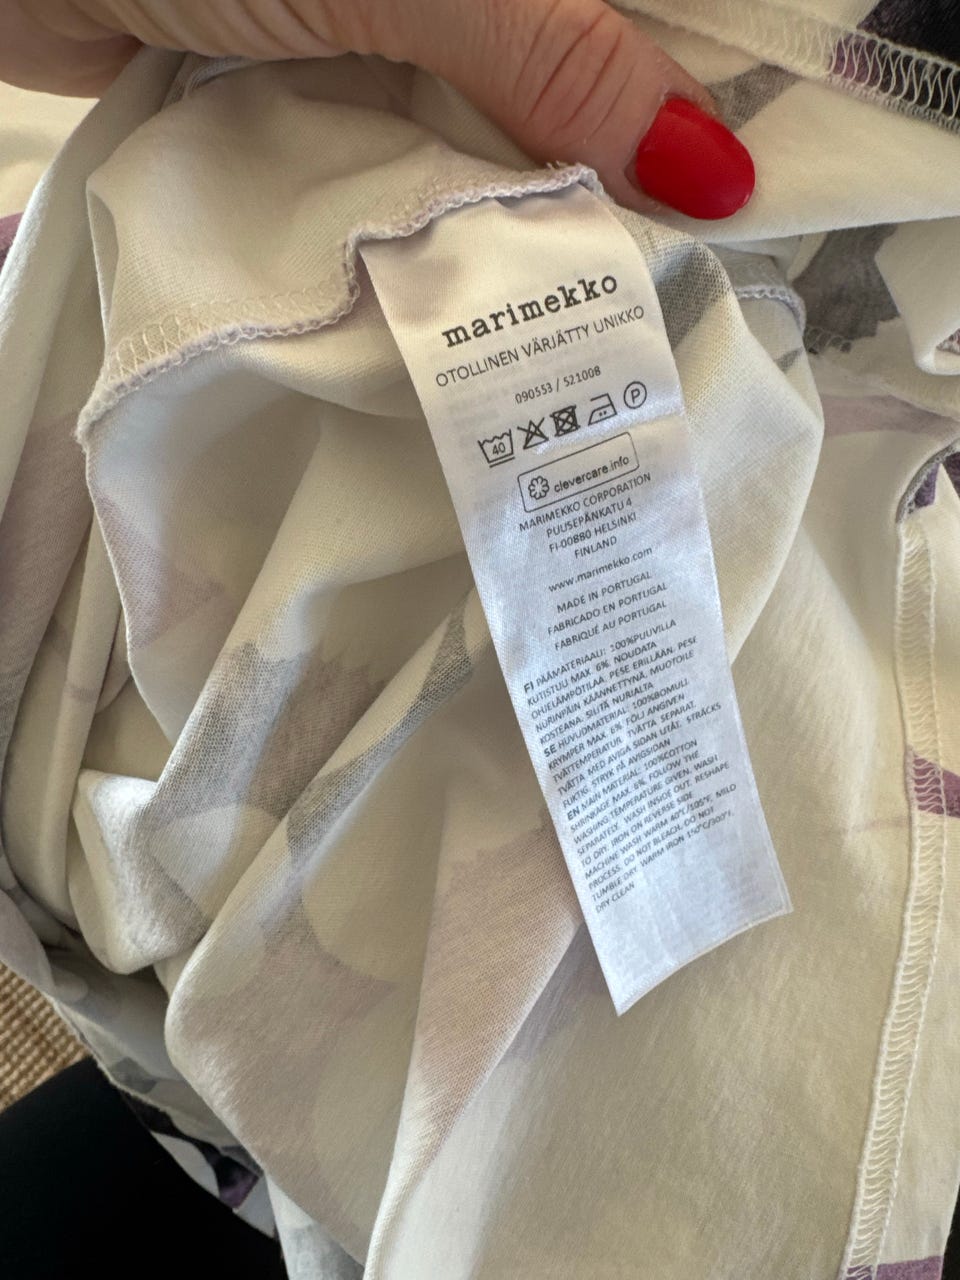 marimekko
OTOLLINEN VÄRJÄTTY UNIKKO
090553 / 521008
40
P
clevercare.info
MARIMEKKO CORPORATION
PUUSEPÄNKATU 4
FI-00880 HELSINKI
FINLAND
www.marimekko.com
MADE IN PORTUGAL
FABRICADO EN PORTUGAL
FABRIQUÉ AU PORTUGAL
FI PÄÄMATERIAALI: 100%PUUVILLA
KUTISTUU MAX. 6% NOUDATA
OHJELÄMPÖTILAA. PESE ERILLÄÄN. PESE
NURINPÄIN KÄÄNNETTYNÄ. MUOTOILE
KOSTEANA. SILITÄ NURJALTA
SE HUVUDMATERIAL: 100%BOMULL
KRYMPER MAX. 6% FÖLJ ANGIVEN
TVÄTTEMPERATUR. TVÄTTA SEPARAT.
TVÄTTA MED AVIGA SIDAN UTÅT. STRÄCKS
FUKTIG. STRYK PÅ AVIGSIDAN
EN MAIN MATERIAL: 100%COTTON
SHRINKAGE MAX. 6% FOLLOW THE
WASHING TEMPERATURE GIVEN. WASH
SEPARATELY. WASH INSIDE OUT. RESHAPE
TO DRY. IRON ON REVERSE SIDE.
MACHINE WASH WARM 40°C/105°F, MILD
PROCESS. DO NOT BLEACH. DO NOT
TUMBLE DRY. WARM IRON 150°C/300°F.
DRY CLEAN